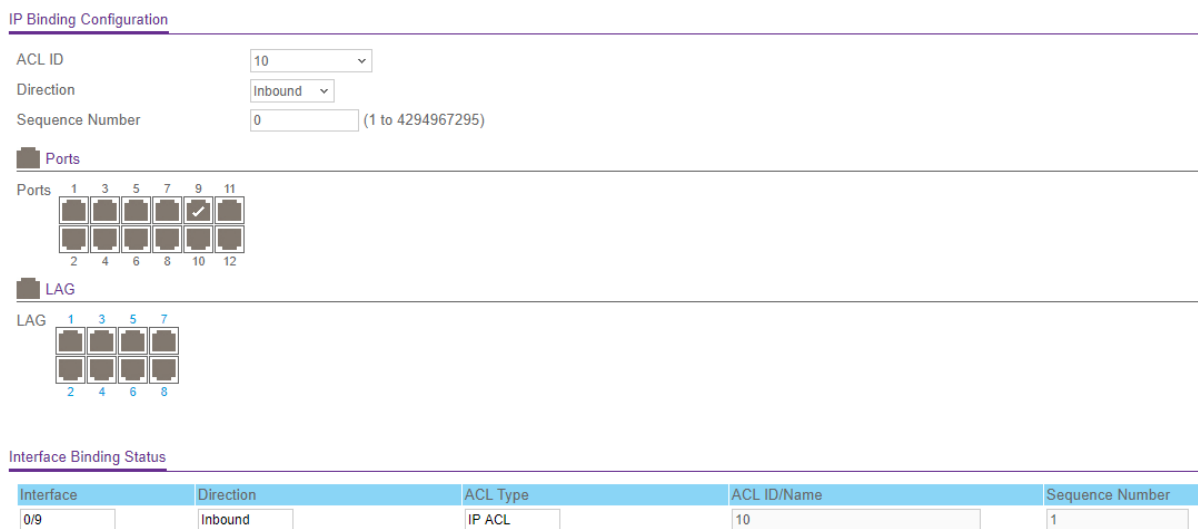 IP Binding Configuration
ACL ID 10
Direction Inbound
Sequence Number 0 (1 to 4294967295)
Ports
Ports 1 3 5 7 9 11
2 4 6 8 10 12
LAG
LAG 1 3 5 7
2 4 6 8
Interface Binding Status
Interface Direction ACL Type ACL ID/Name Sequence Number
0/9 Inbound IP ACL 10 1